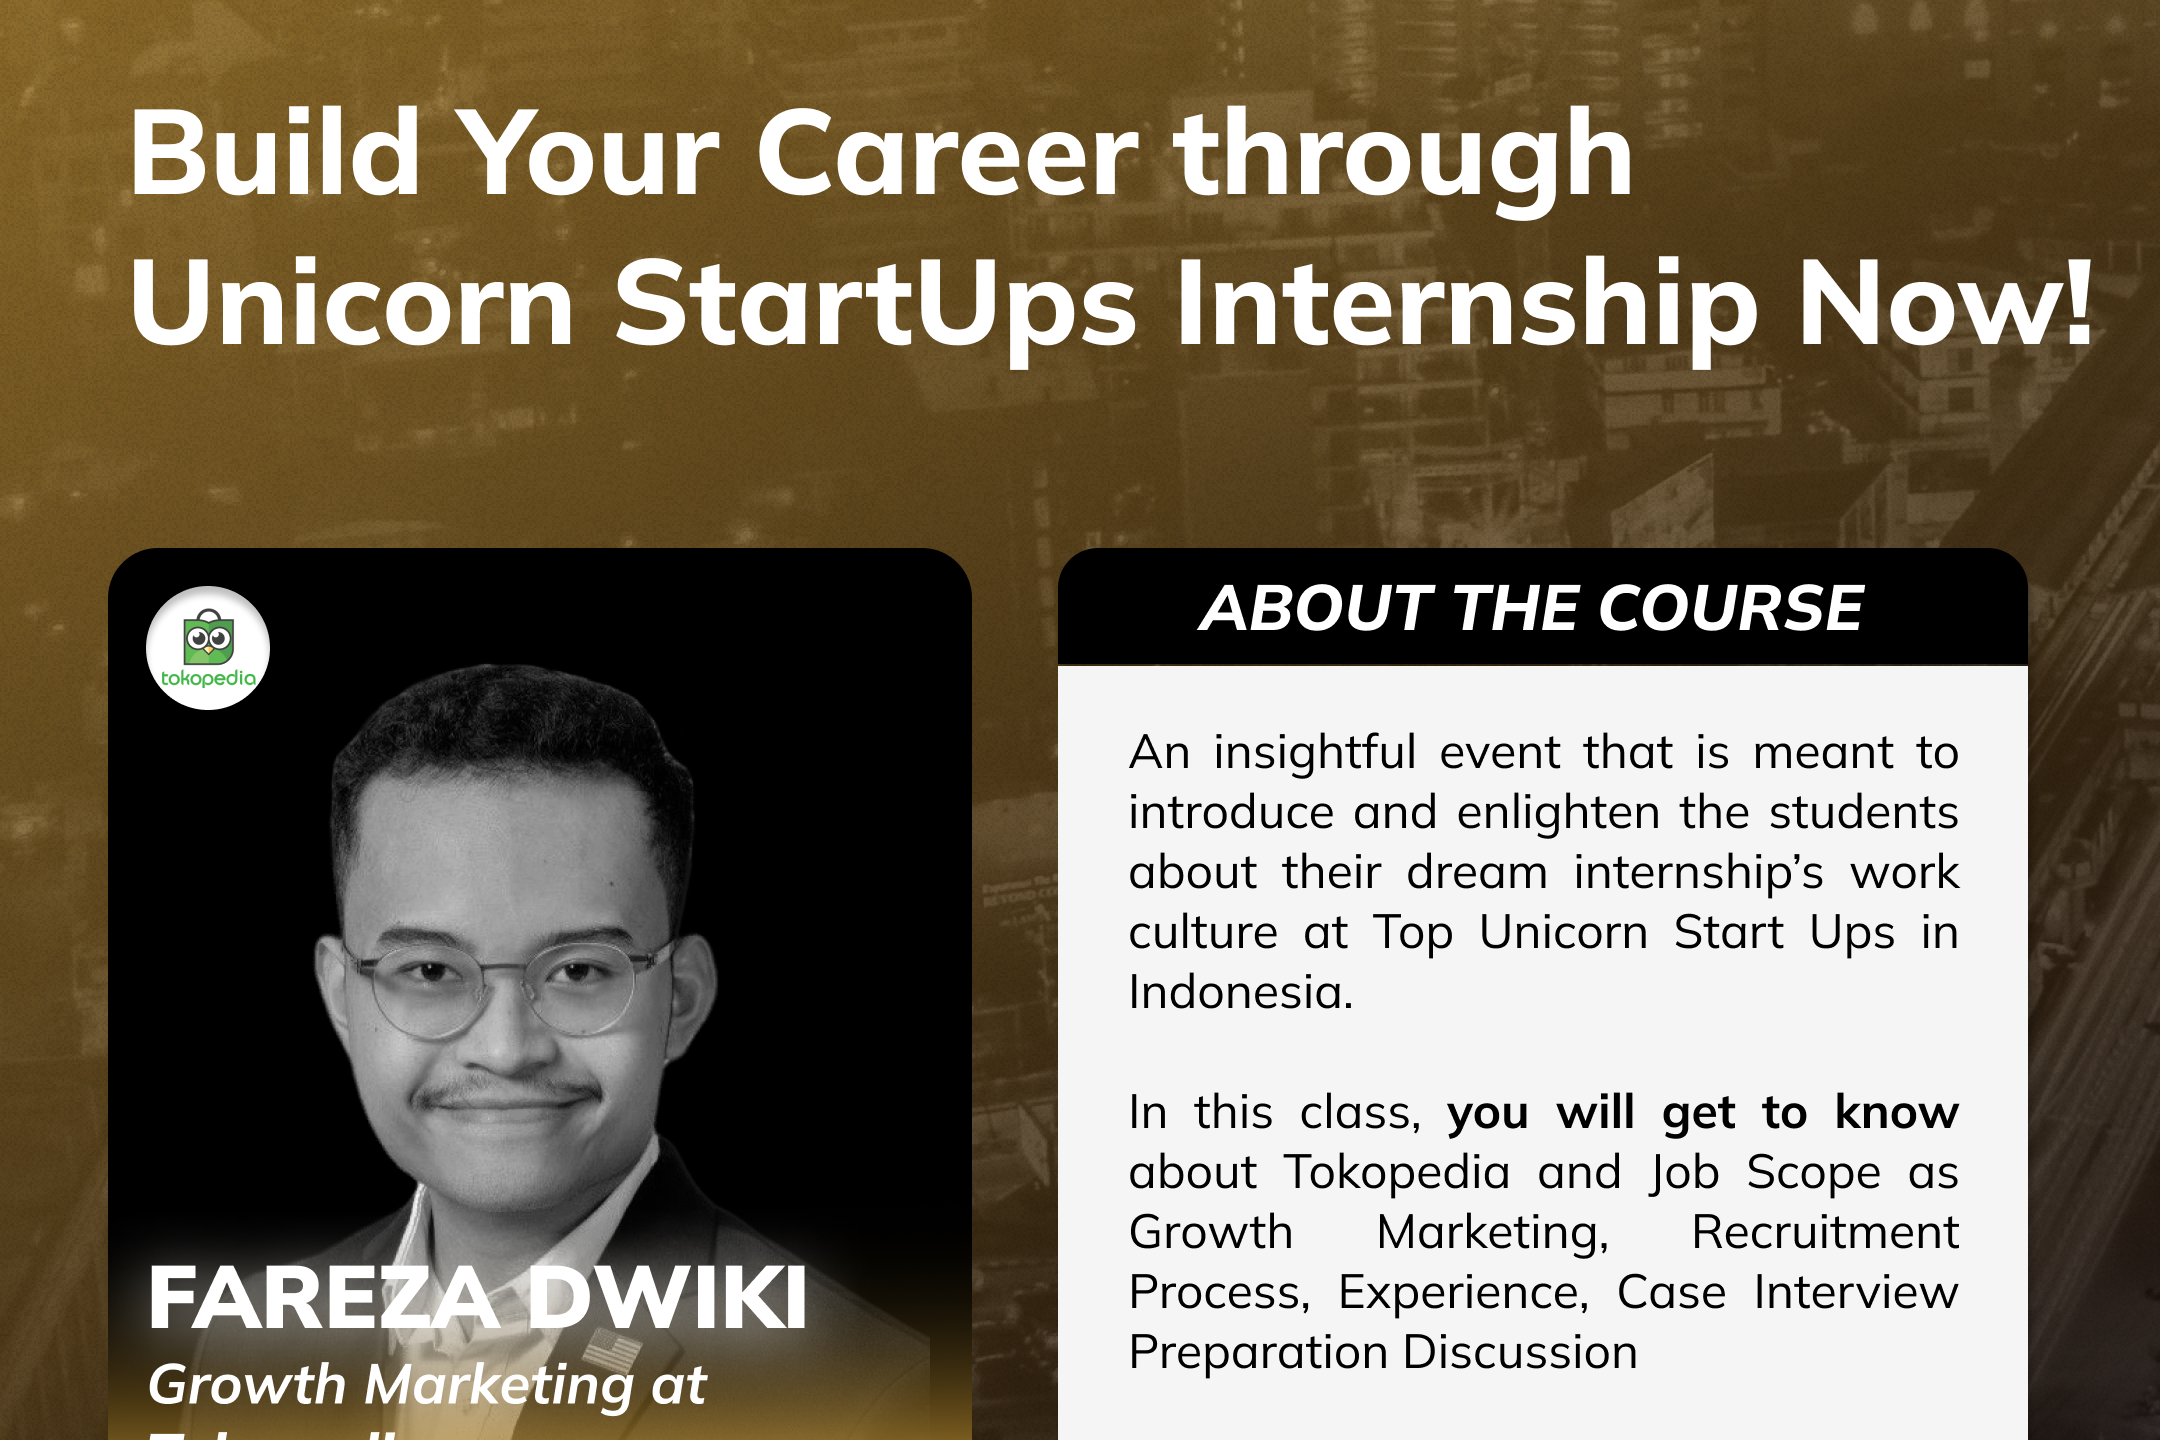 Build Your Career through
Unicorn StartUps Internship Now!
tokopedia
FAREZA DWIKI
Growth Marketing at
ABOUT THE COURSE
An insightful event that is meant to
introduce and enlighten the students
about their dream internship’s work
culture at Top Unicorn Start Ups in
Indonesia.
In this class, you will get to know
about Tokopedia and Job Scope as
Growth Marketing, Recruitment
Process, Experience, Case Interview
Preparation Discussion